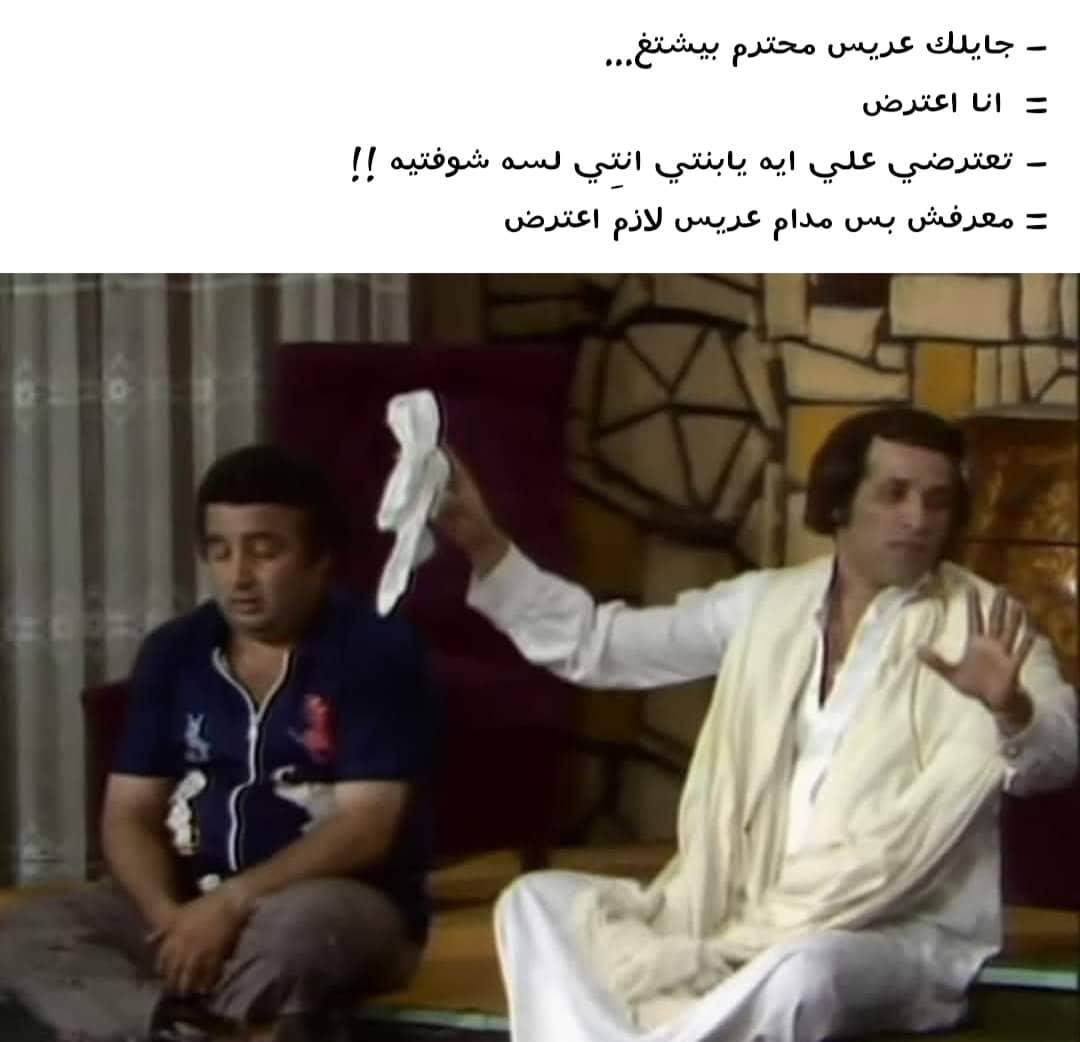 – جايلك عريس محترم بيشتغ...
= انا اعترض
– تعترضي علي ايه يابنتي انتِي لسه شوفتيه !!
= معرفش بس مدام عريس لازم اعترض